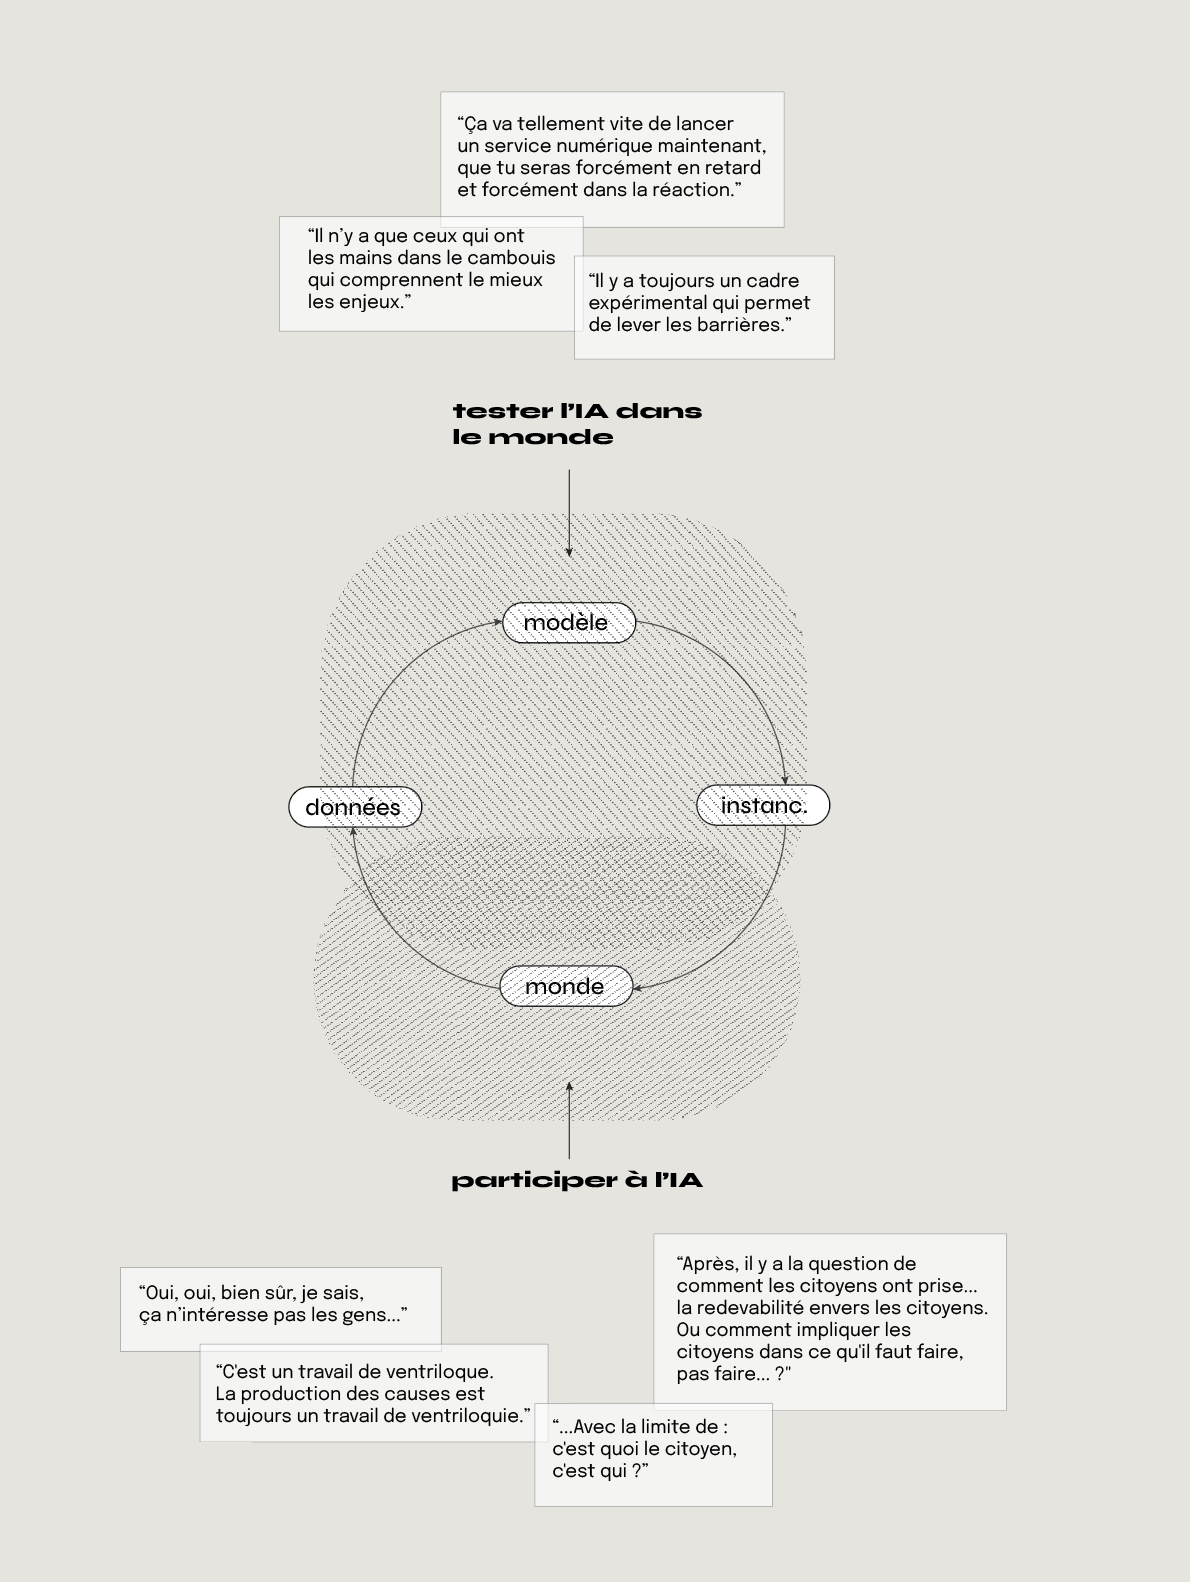 “Ça va tellement vite de lancer
un service numérique maintenant,
que tu seras forcément en retard
et forcément dans la réaction.”
“Il n’y a que ceux qui ont
les mains dans le cambouis
qui comprennent le mieux
les enjeux.”
“Il y a toujours un cadre
expérimental qui permet
de lever les barrières.”
tester l’IA dans
le monde
modèle
données
instanc.
monde
participer à l’IA
“Oui, oui, bien sûr, je sais,
ça n’intéresse pas les gens...”
“C'est un travail de ventriloque.
La production des causes est
toujours un travail de ventriloquie.”
“Après, il y a la question de
comment les citoyens ont prise...
la redevabilité envers les citoyens.
Ou comment impliquer les
citoyens dans ce qu'il faut faire,
pas faire... ?"
“...Avec la limite de :
c'est quoi le citoyen,
c'est qui ?”